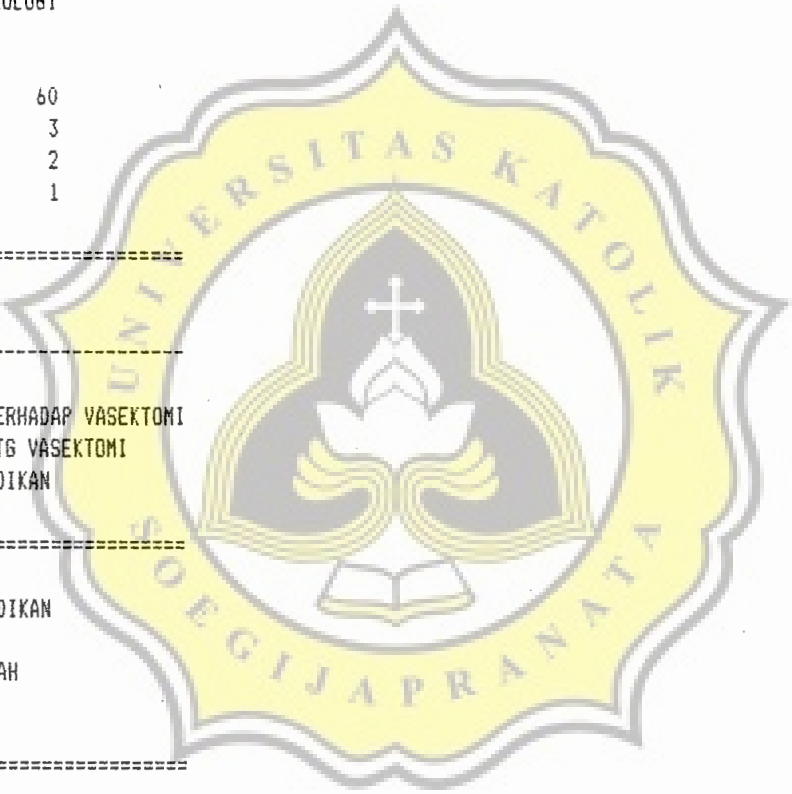 60
3
2
1
UNIVERSITAS KATOLIK
ERHADAP VASEKTOMI
TG VASEKTOMI
DIKAN
DIKAN
AH
SOEGIJAPRANATA